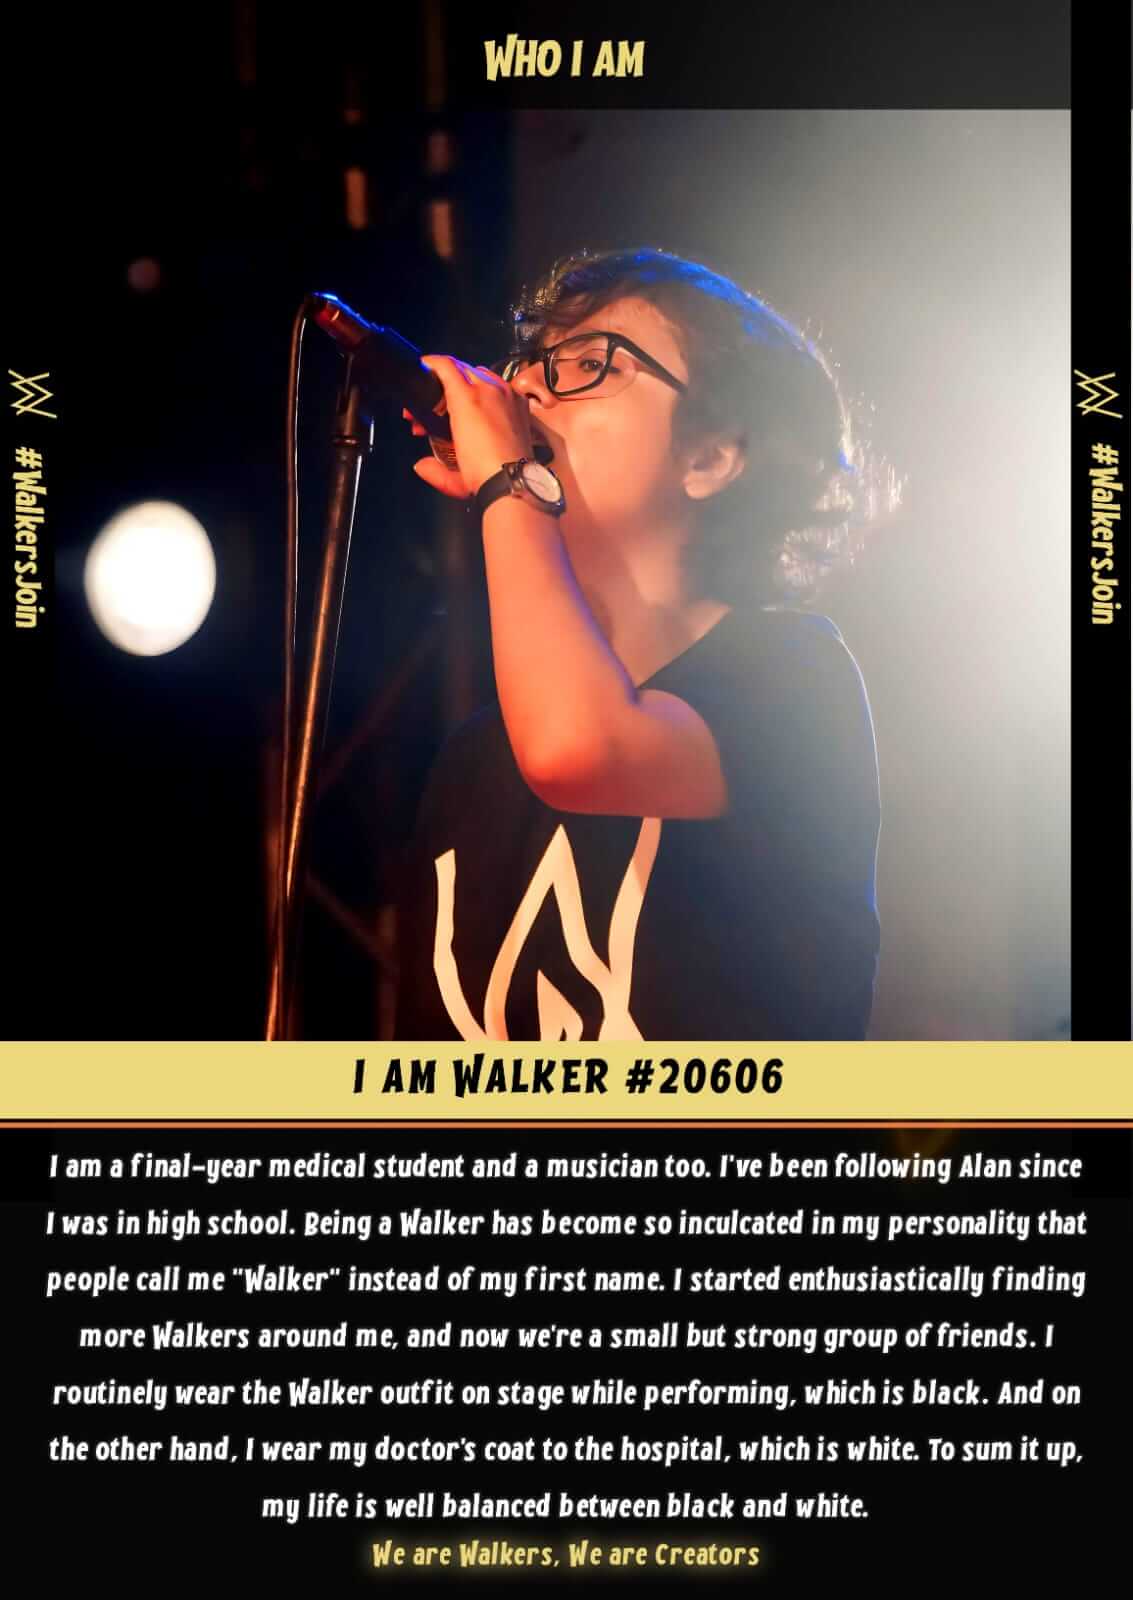 WHO I AM
#WalkersJoin
#WalkersJoin
I AM WALKER #20606
I am a final-year medical student and a musician too. I've been following Alan since
I was in high school. Being a Walker has become so inculcated in my personality that
people call me "Walker" instead of my first name. I started enthusiastically finding
more Walkers around me, and now we're a small but strong group of friends. I
routinely wear the Walker outfit on stage while performing, which is black. And on
the other hand, I wear my doctor's coat to the hospital, which is white. To sum it up,
my life is well balanced between black and white.
We are Walkers, We are Creators